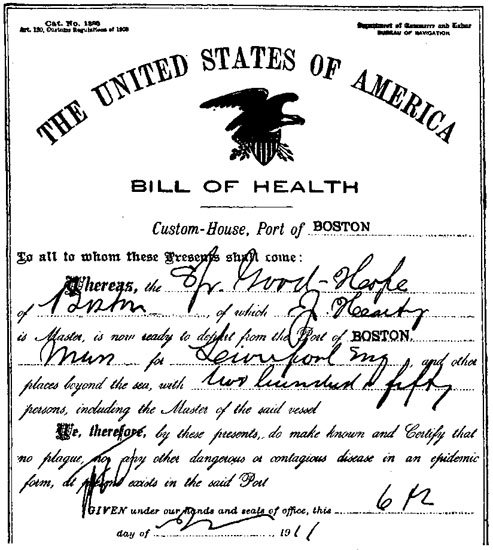 Cat. No. 1385
Art. 120, Customs Regulations of 1908
Department of Commerce and Labor
BUREAU OF NAVIGATION
THE UNITED STATES OF AMERICA
BILL OF HEALTH
Custom-House, Port of BOSTON
To all to whom these Presents shall come:
Whereas, the Str. Good-Hope
of Boston of which J. Hearty
is Master, is now ready to depart from the Port of BOSTON,
Mass for Liverpool Eng, and other
places beyond the sea, with two hundred & fifty
persons, including the Master of the said vessel
We, therefore, by these presents, do make known and Certify that
no plague, nor any other dangerous or contagious disease in an epidemic
form, at present exists in the said Port
GIVEN under our hands and seals of office, this 6th
day of 1911